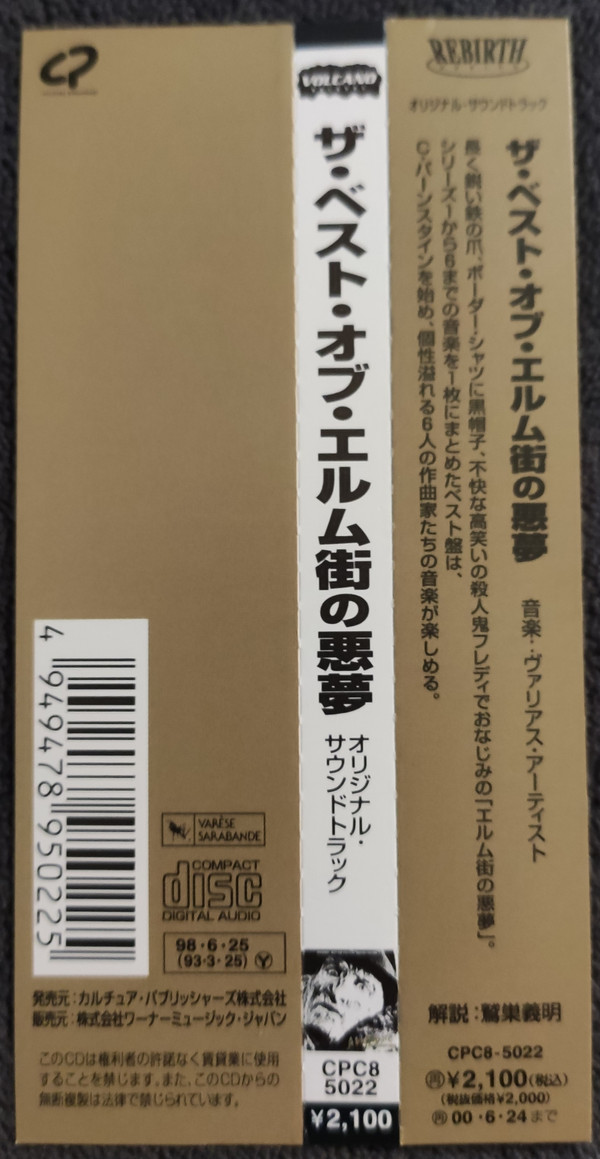 CP
4 949478 950225
VARÈSE
SARABANDE
COMPACT
disc
DIGITAL AUDIO
98・6・25
(93・3・25) Y
発売元：カルチュア・パブリッシャーズ株式会社
販売元：株式会社ワーナーミュージック・ジャパン
このCDは権利者の許諾なく賃貸業に使用
することを禁じます。また、このCDからの
無断複製は法律で禁じられています。
VOLCANO
ザ・ベスト・オブ・エルム街の悪夢
オリジナル・
サウンドトラック
CPC8
5022
¥2,100
REBIRTH
オリジナル・サウンドトラック
ザ・ベスト・オブ・エルム街の悪夢
音楽：ヴァリアス・アーティスト
長く鋭い鉄の爪、ボーダー・シャツに黒帽子、不快な高笑いの殺人鬼フレディでおなじみの「エルム街の悪夢」。
シリーズ1から6までの音楽を1枚にまとめたベスト盤は、
C・バーンスタインを始め、個性溢れる6人の作曲家たちの音楽が楽しめる。
解説：鷲巣義明
CPC8-5022
㊢¥2,100(税込)
(税抜価格¥2,000)
㊢00・6・24まで